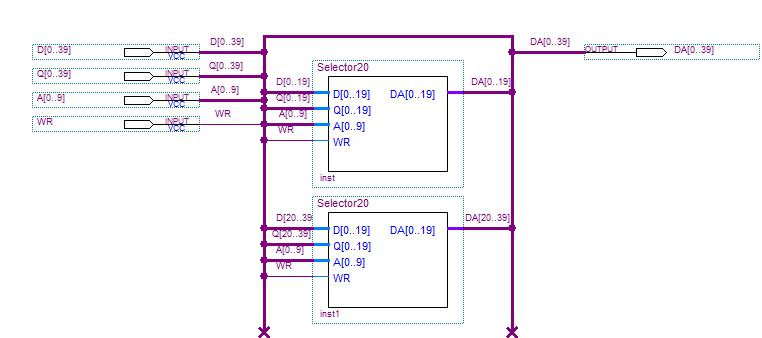 D[0..39] INPUT VCC D[0..39]
Q[0..39] INPUT VCC Q[0..39]
A[0..9] INPUT VCC A[0..9]
WR INPUT VCC WR
DA[0..39] OUTPUT DA[0..39]
Selector20
D[0..19] D[0..19] DA[0..19] DA[0..19]
Q[0..19] Q[0..19]
A[0..9] A[0..9]
WR WR
inst
Selector20
D[20..39 D[0..19] DA[0..19] DA[20..39]
Q[20..39] Q[0..19]
A[0..9] A[0..9]
WR WR
inst1